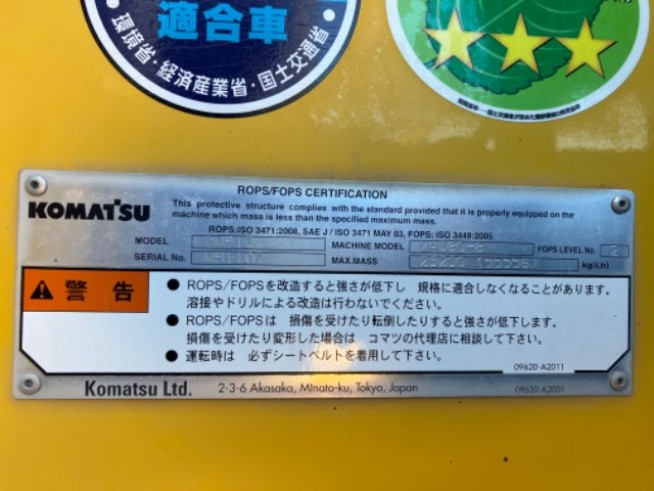 適合車
・環境省・経済産業省・国土交通省・
ROPS/FOPS CERTIFICATION
KOMATSU
This protective structure complies with the standard provided that it is properly equipped on the
machine which mass is less than the specified maximum mass.
ROPS:ISO 3471:2008, SAE J / ISO 3471 MAY 03, FOPS: ISO 3449:2005
MODEL
MACHINE MODEL
FOPS LEVEL No. 2
SERIAL No.
MAX.MASS
kg(Lb)
警告
● ROPS/FOPSを改造すると強さが低下し 規格に適合しなくなることがあります。
溶接やドリルによる改造は行わないでください。
● ROPS/FOPSは 損傷を受けたり転倒したりすると強さが低下します。
損傷を受けたり変形した場合は コマツの代理店に相談して下さい。
● 運転時は 必ずシートベルトを着用して下さい。
09620-A2011
Komatsu Ltd.
2-3-6 Akasaka, Minato-ku, Tokyo, Japan
09620-A2001